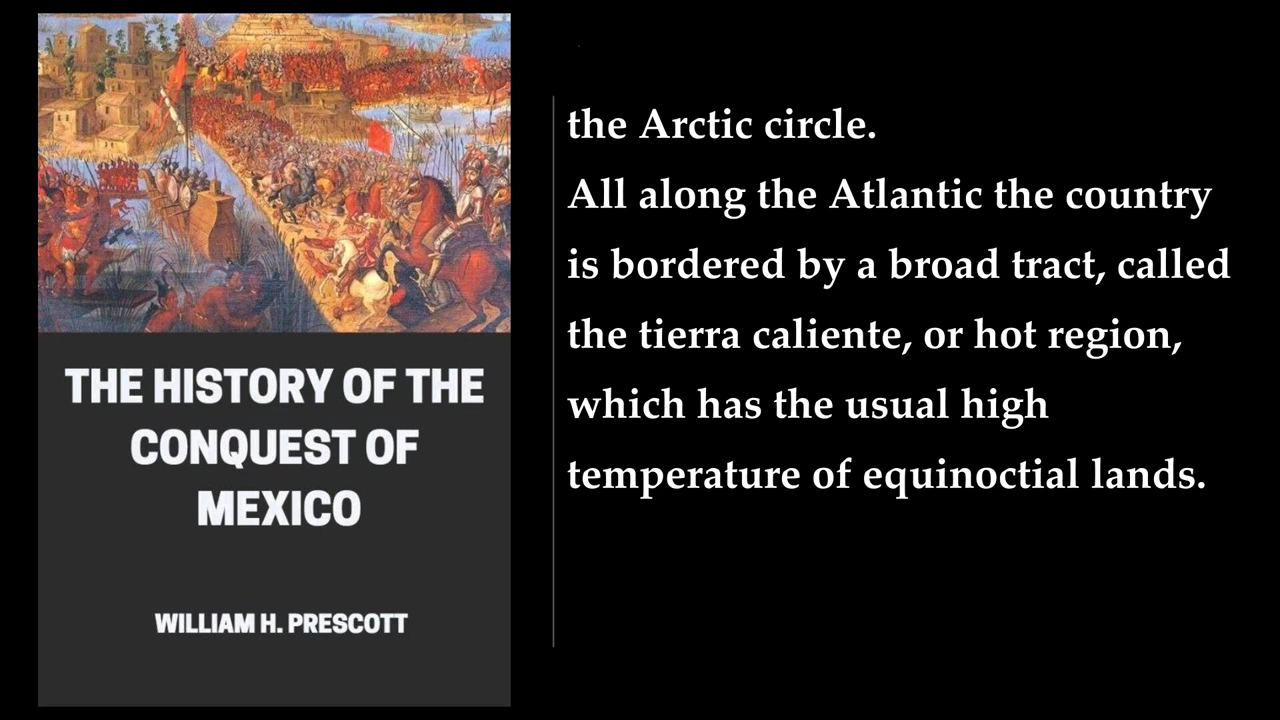 THE HISTORY OF THE
CONQUEST OF
MEXICO
WILLIAM H. PRESCOTT
the Arctic circle.
All along the Atlantic the country
is bordered by a broad tract, called
the tierra caliente, or hot region,
which has the usual high
temperature of equinoctial lands.